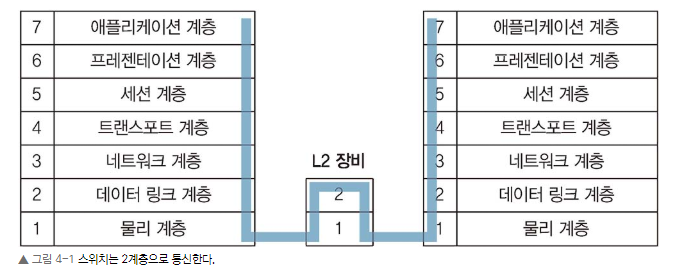 7 애플리케이션 계층
6 프레젠테이션 계층
5 세션 계층
4 트랜스포트 계층
3 네트워크 계층
2 데이터 링크 계층
1 물리 계층
L2 장비
2
1
7 애플리케이션 계층
6 프레젠테이션 계층
5 세션 계층
4 트랜스포트 계층
3 네트워크 계층
2 데이터 링크 계층
1 물리 계층
▲ 그림 4-1 스위치는 2계층으로 통신한다.